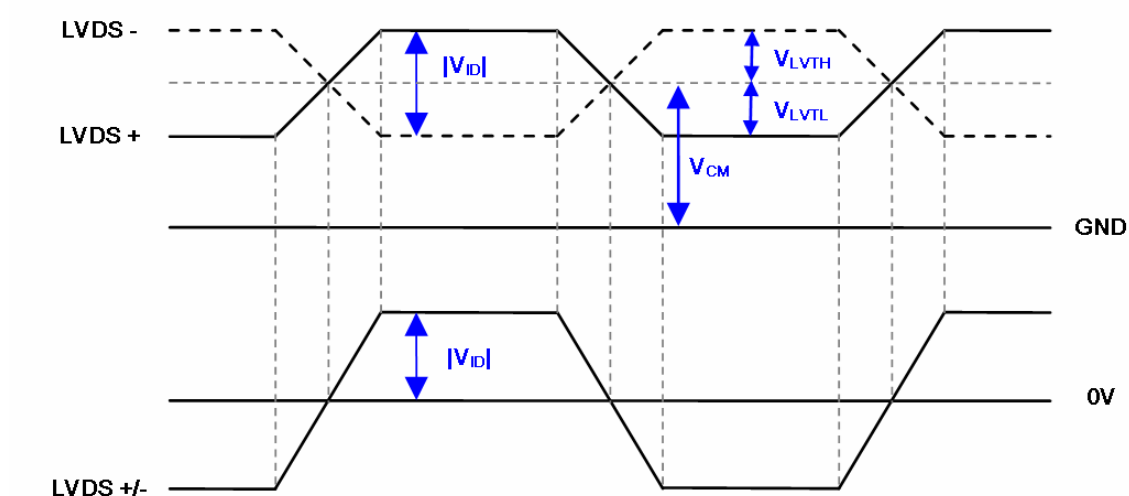 LVDS -
|VID|
VLVTH
VLVTL
LVDS +
VCM
GND
|VID|
0V
LVDS +/-